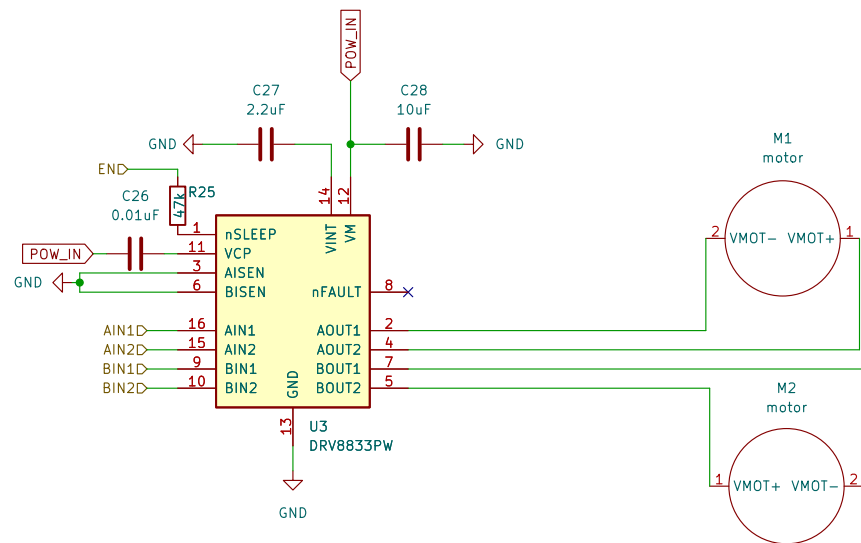 POW_IN
C27
2.2uF
C28
10uF
GND
GND
M1
motor
EN
R25
47k
C26
0.01uF
14
12
VINT
VM
1
nSLEEP
POW_IN
11
VCP
3
AISEN
GND
6
BISEN
nFAULT
8
2
VMOT-
VMOT+
1
AIN1
16
AIN1
AOUT1
2
AIN2
15
AIN2
AOUT2
4
BIN1
9
BIN1
BOUT1
7
BIN2
10
BIN2
BOUT2
5
GND
13
U3
DRV8833PW
GND
M2
motor
1
VMOT+
VMOT-
2